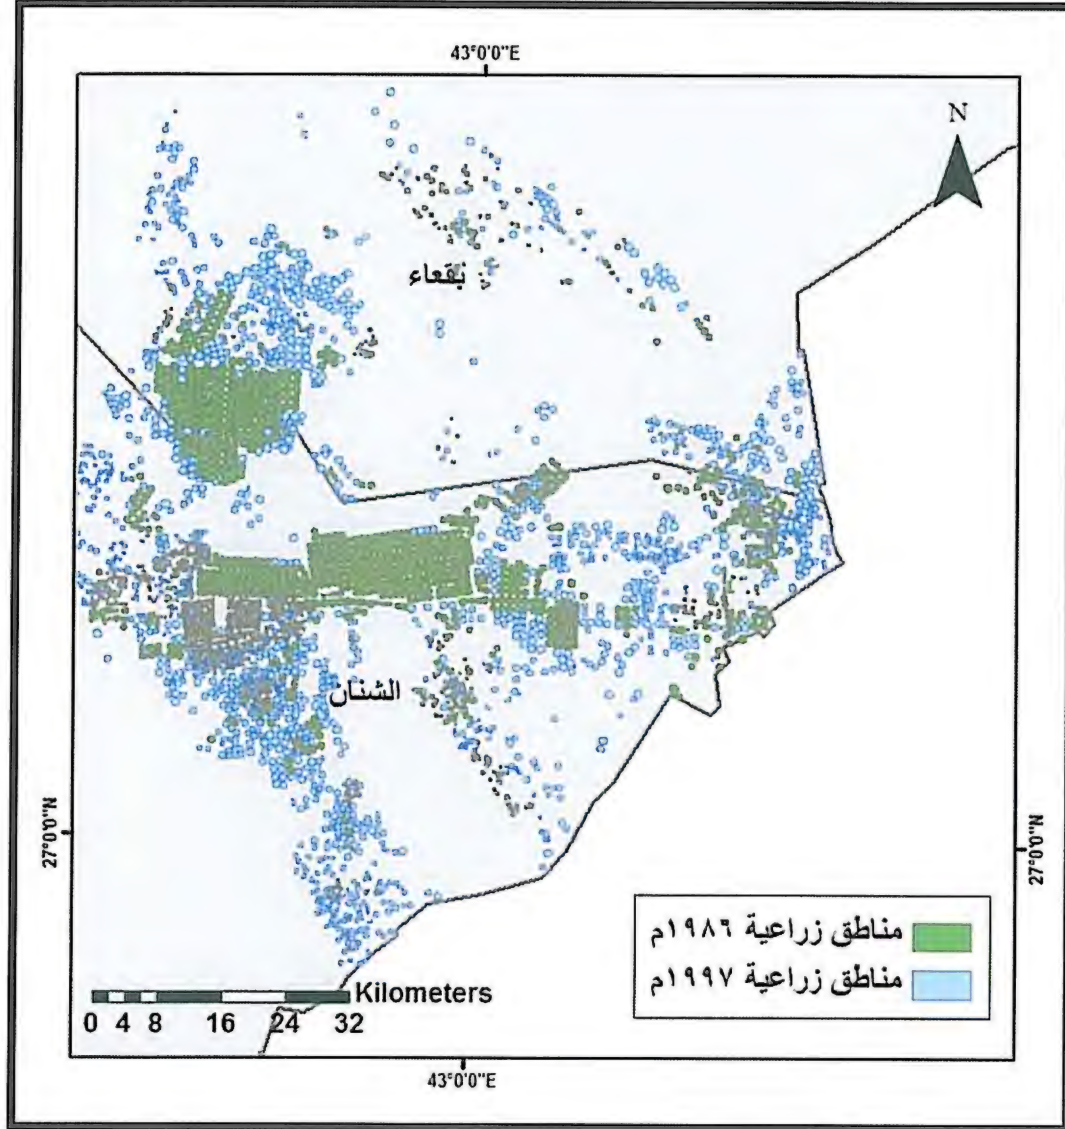 43°0'0"E
N
بقعاء
الشنان
27°0'0"N
27°0'0"N
مناطق زراعية ١٩٨٦م
مناطق زراعية ١٩٩٧م
Kilometers
0 4 8 16 24 32
43°0'0"E